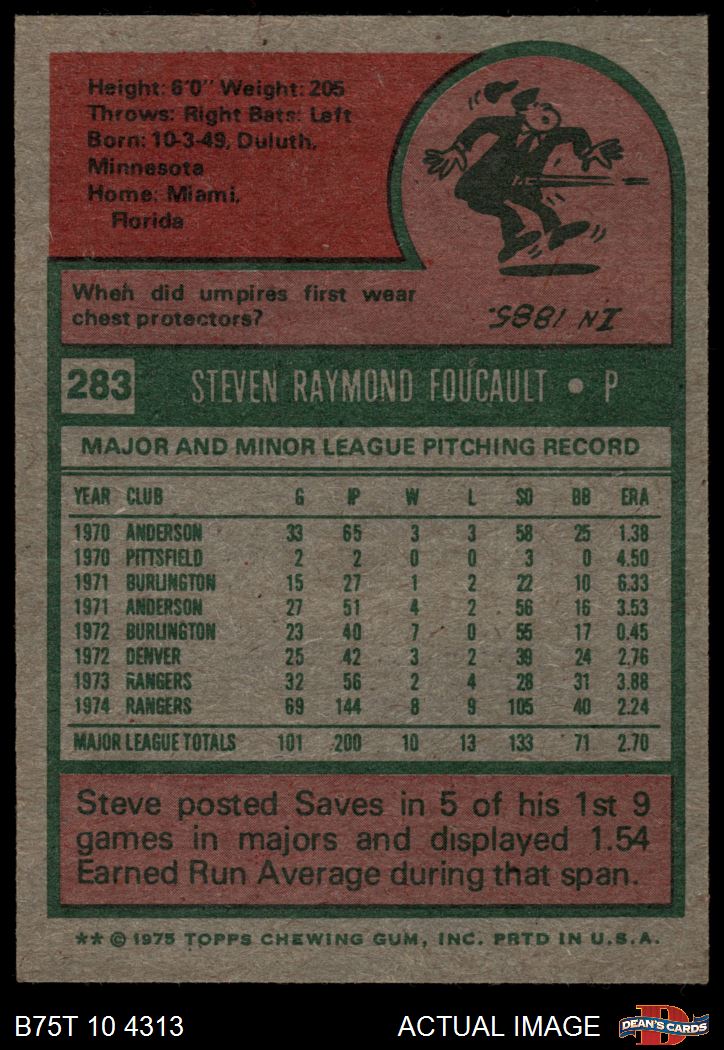 Height: 6'0" Weight: 205
Throws: Right Bats: Left
Born: 10-3-49, Duluth,
Minnesota
Home: Miami,
Florida
When did umpires first wear
chest protectors?
IN 1885.
283 STEVEN RAYMOND FOUCAULT • P
MAJOR AND MINOR LEAGUE PITCHING RECORD
YEAR CLUB G IP W L SO BB ERA
1970 ANDERSON 33 65 3 3 58 25 1.38
1970 PITTSFIELD 2 2 0 0 3 0 4.50
1971 BURLINGTON 15 27 1 2 22 10 6.33
1971 ANDERSON 27 51 4 2 56 16 3.53
1972 BURLINGTON 23 40 7 0 55 17 0.45
1972 DENVER 25 42 3 2 39 24 2.76
1973 RANGERS 32 56 2 4 28 31 3.88
1974 RANGERS 69 144 8 9 105 40 2.24
MAJOR LEAGUE TOTALS 101 200 10 13 133 71 2.70
Steve posted Saves in 5 of his 1st 9
games in majors and displayed 1.54
Earned Run Average during that span.
** © 1975 TOPPS CHEWING GUM, INC. PRTD IN U.S.A.
B75T 10 4313 ACTUAL IMAGE DEAN'S CARDS